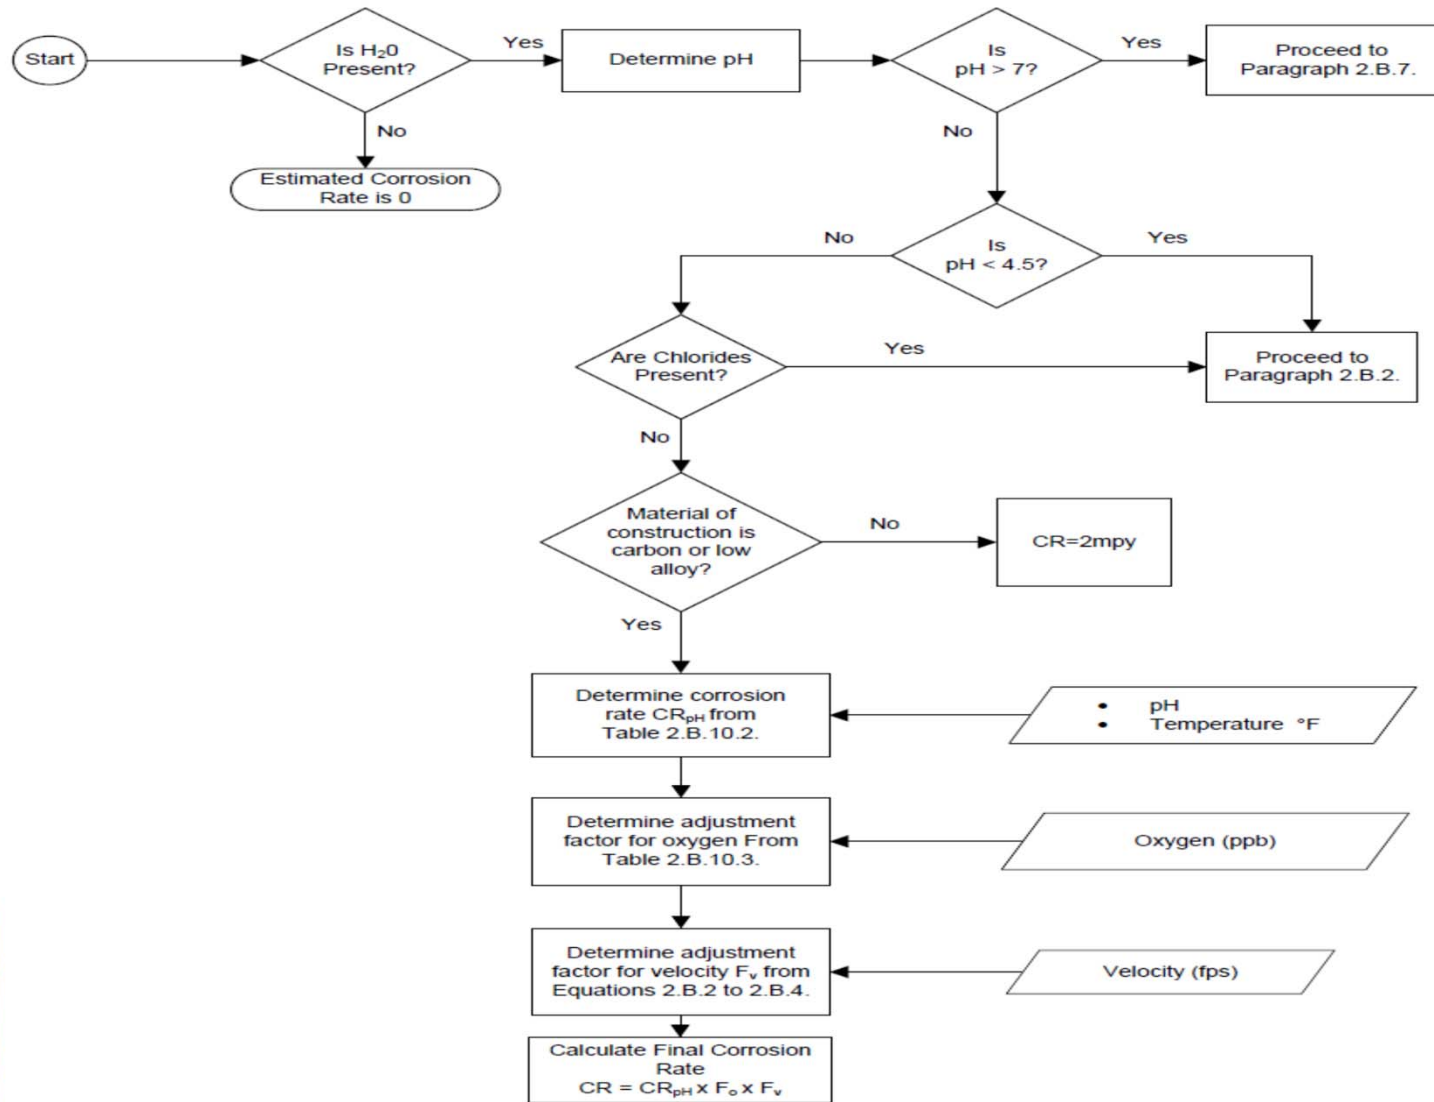 Start
Is H₂0
Present?
Yes
Determine pH
Is
pH > 7?
Yes
Proceed to
Paragraph 2.B.7.
No
Estimated Corrosion
Rate is 0
No
Is
pH < 4.5?
No
Yes
Are Chlorides
Present?
Yes
Proceed to
Paragraph 2.B.2.
No
Material of
construction is
carbon or low
alloy?
No
CR=2mpy
Yes
Determine corrosion
rate CRpH from
Table 2.B.10.2.
• pH
• Temperature °F
Determine adjustment
factor for oxygen From
Table 2.B.10.3.
Oxygen (ppb)
Determine adjustment
factor for velocity Fᵥ from
Equations 2.B.2 to 2.B.4.
Velocity (fps)
Calculate Final Corrosion
Rate
CR = CRpH x Fₒ x Fᵥ